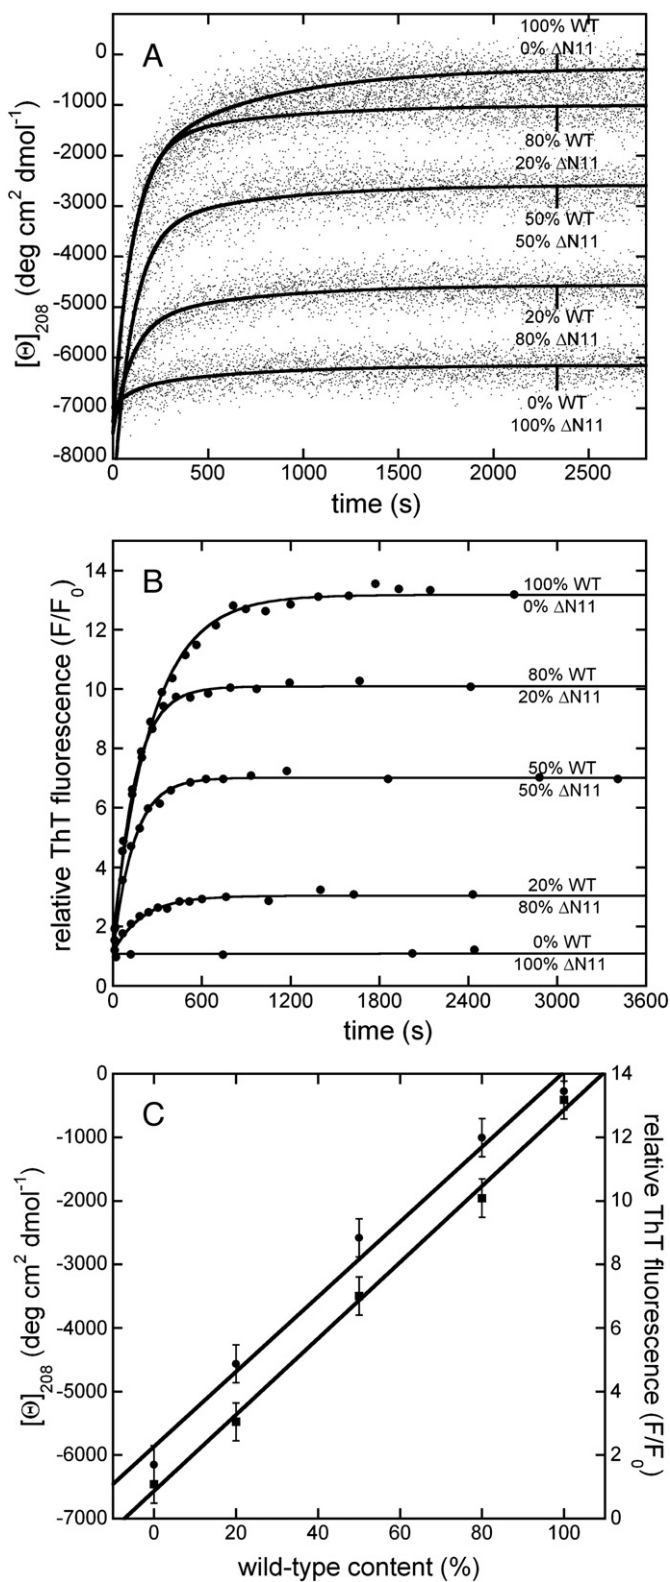 A
100% WT
0% ΔN11
80% WT
20% ΔN11
50% WT
50% ΔN11
20% WT
80% ΔN11
0% WT
100% ΔN11
0
-1000
-2000
-3000
-4000
-5000
-6000
-7000
-8000
[Θ]208 (deg cm2 dmol-1)
0
500
1000
1500
2000
2500
time (s)
B
100% WT
0% ΔN11
80% WT
20% ΔN11
50% WT
50% ΔN11
20% WT
80% ΔN11
0% WT
100% ΔN11
14
12
10
8
6
4
2
0
relative ThT fluorescence (F/F0)
0
600
1200
1800
2400
3000
3600
time (s)
C
0
-1000
-2000
-3000
-4000
-5000
-6000
-7000
[Θ]208 (deg cm2 dmol-1)
14
12
10
8
6
4
2
0
relative ThT fluorescence (F/F0)
0
20
40
60
80
100
wild-type content (%)